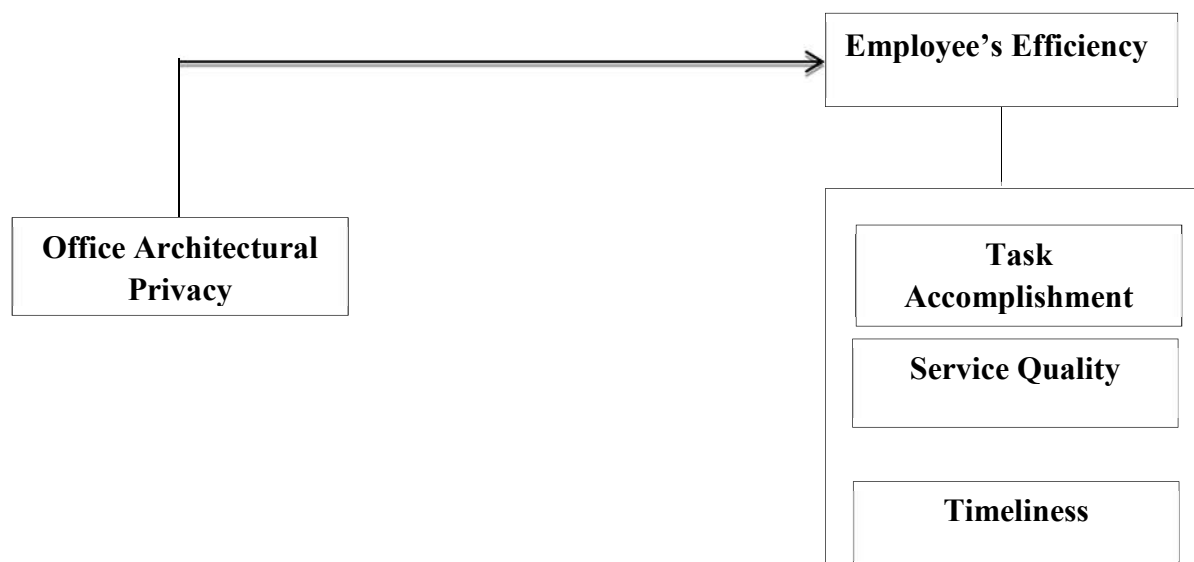 Employee’s Efficiency
Office Architectural
Privacy
Task
Accomplishment
Service Quality
Timeliness